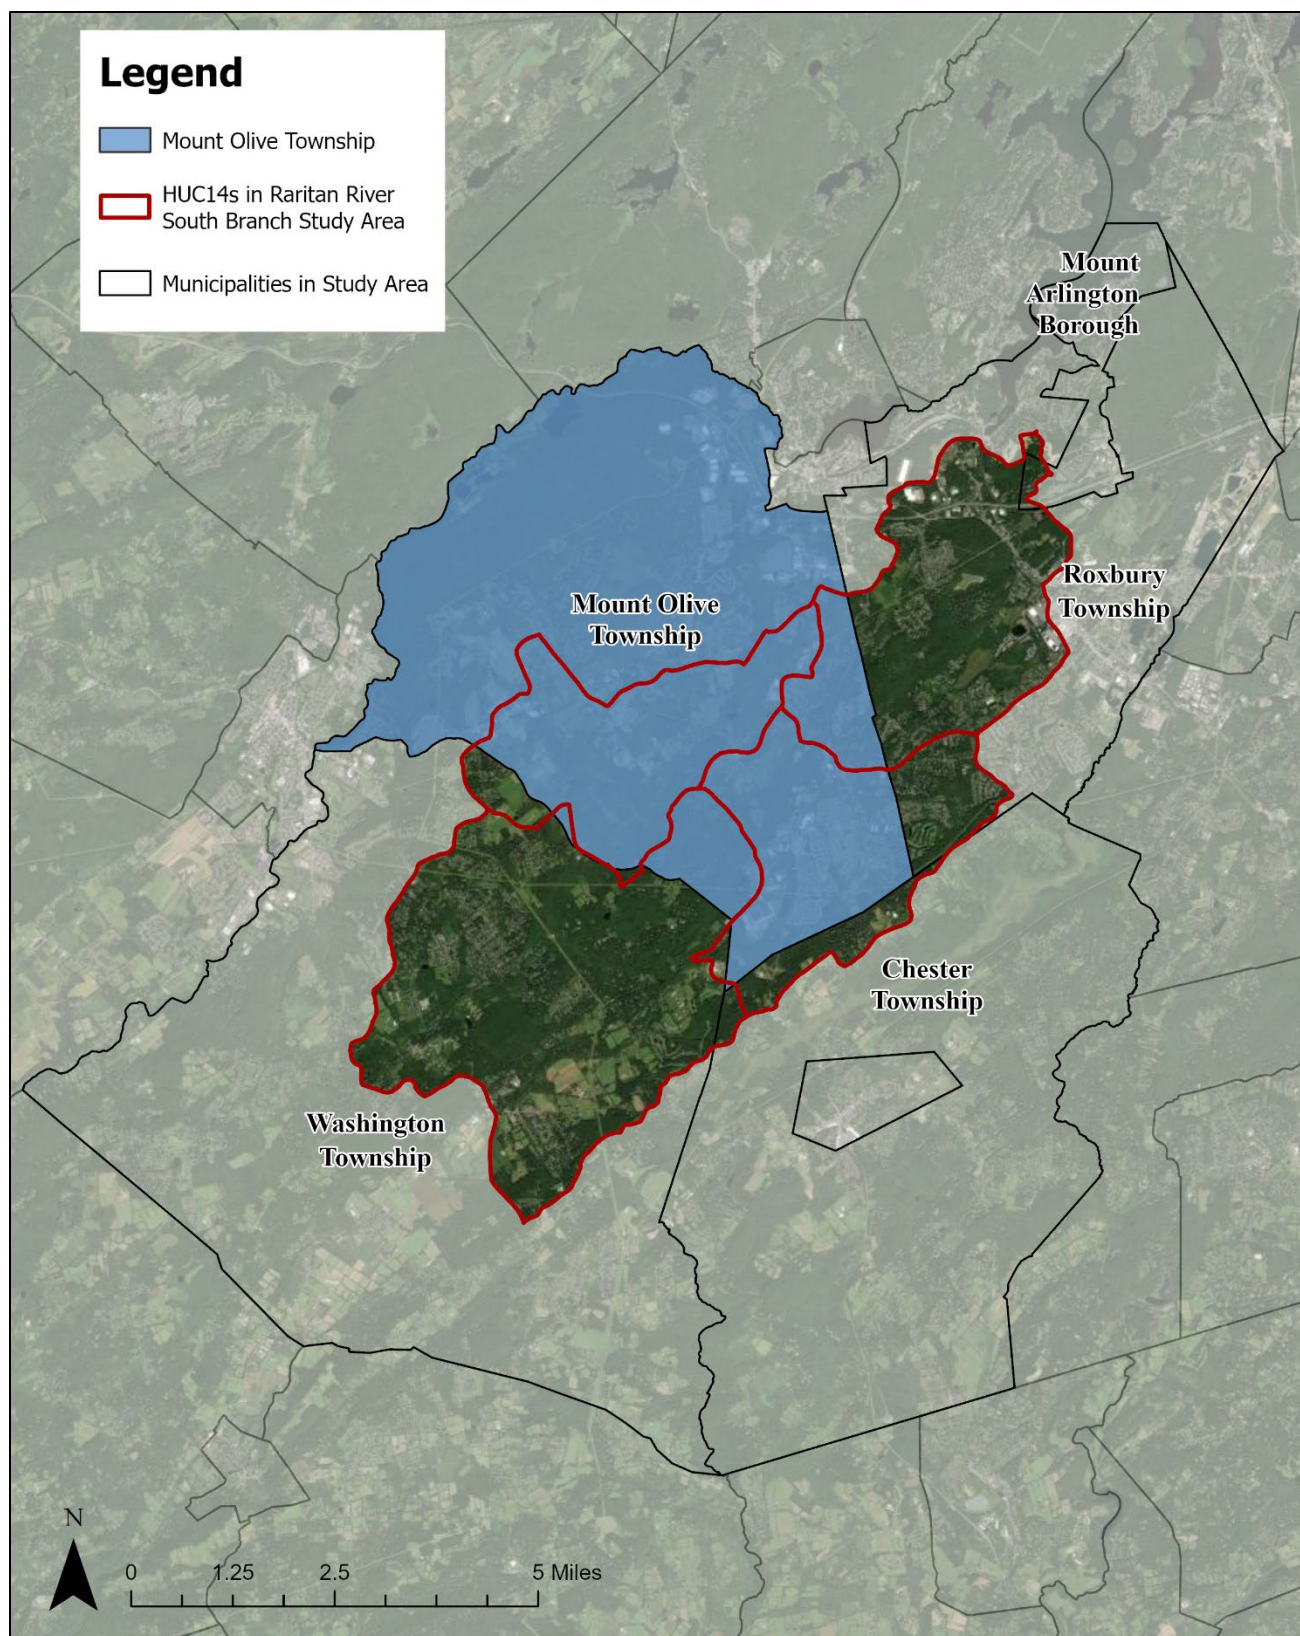 Legend
Mount Olive Township
HUC14s in Raritan River
South Branch Study Area
Municipalities in Study Area
Mount
Arlington
Borough
Roxbury
Township
Mount Olive
Township
Chester
Township
Washington
Township
N
0 1.25 2.5 5 Miles